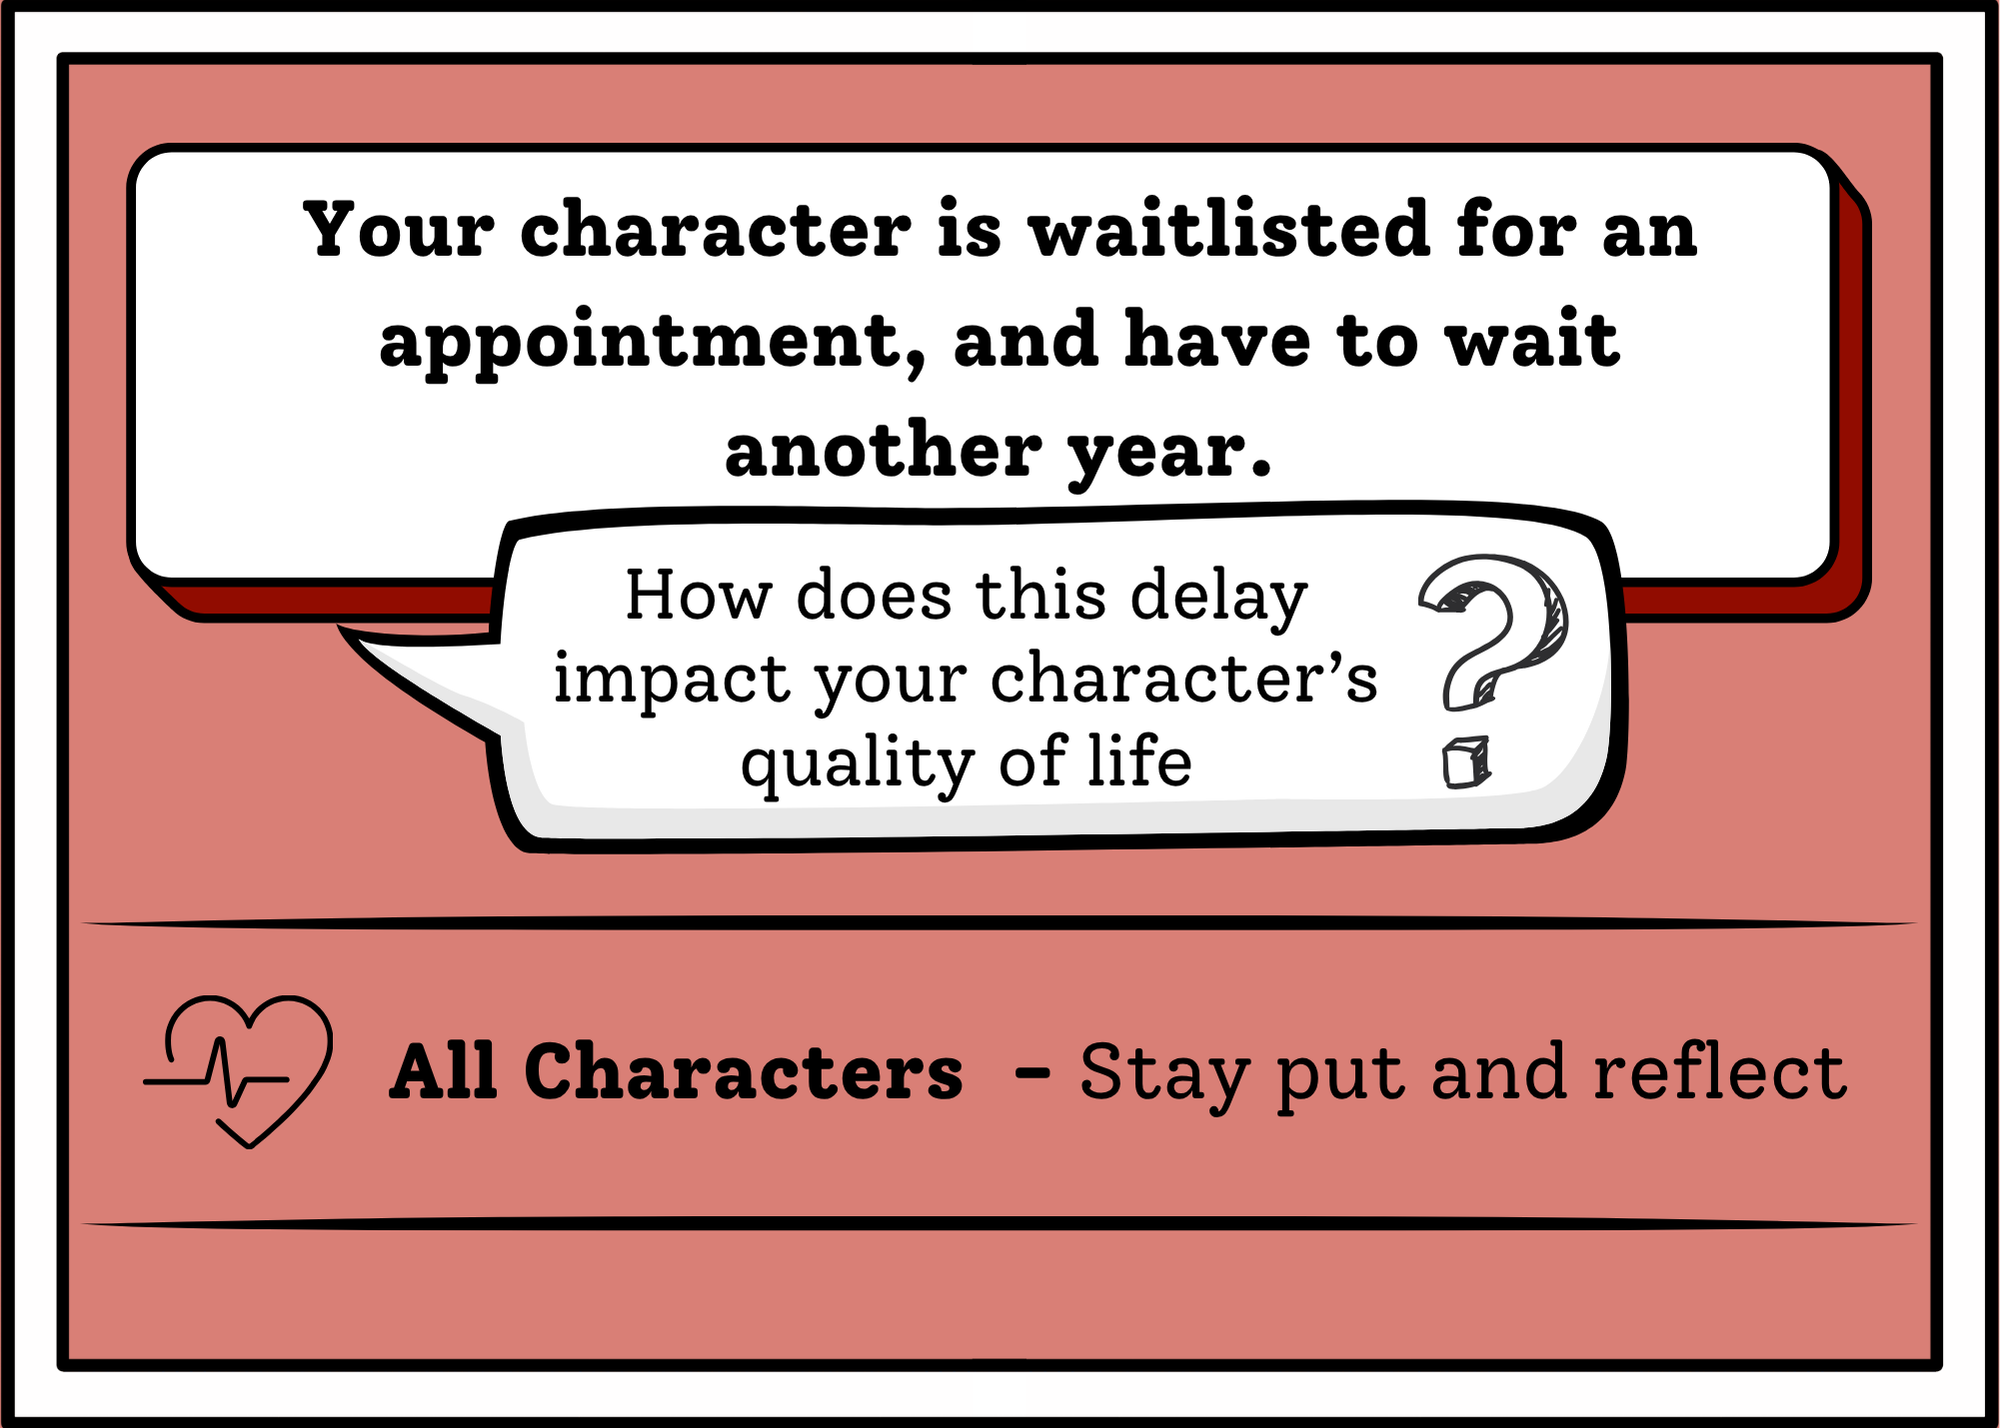 Your character is waitlisted for an
appointment, and have to wait
another year.
How does this delay
impact your character’s
quality of life
?
All Characters - Stay put and reflect